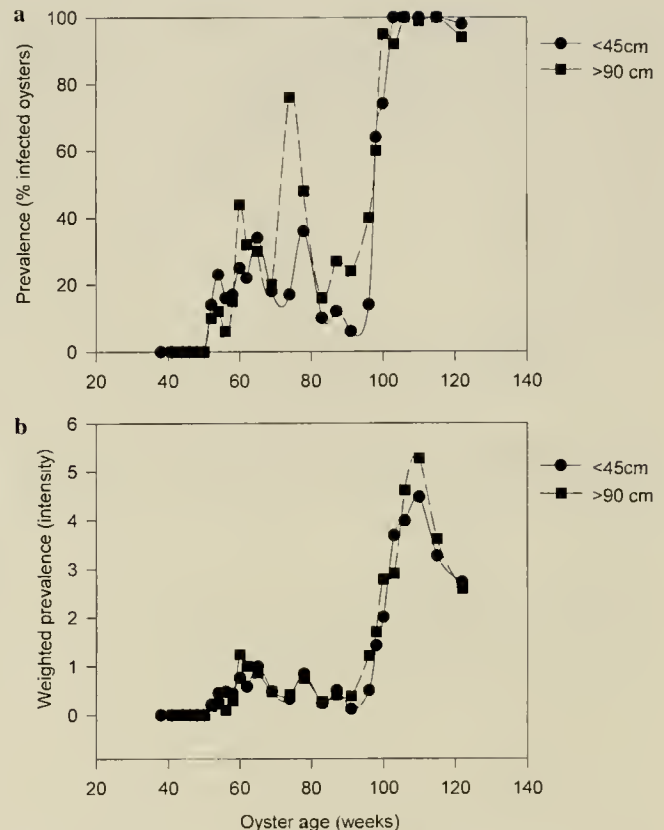 a
100
80
60
40
20
0
Prevalence (% infected oysters)
<45cm
>90 cm
20 40 60 80 100 120 140
b
6
5
4
3
2
1
0
Weighted prevalence (intensity)
<45cm
>90 cm
20 40 60 80 100 120 140
Oyster age (weeks)